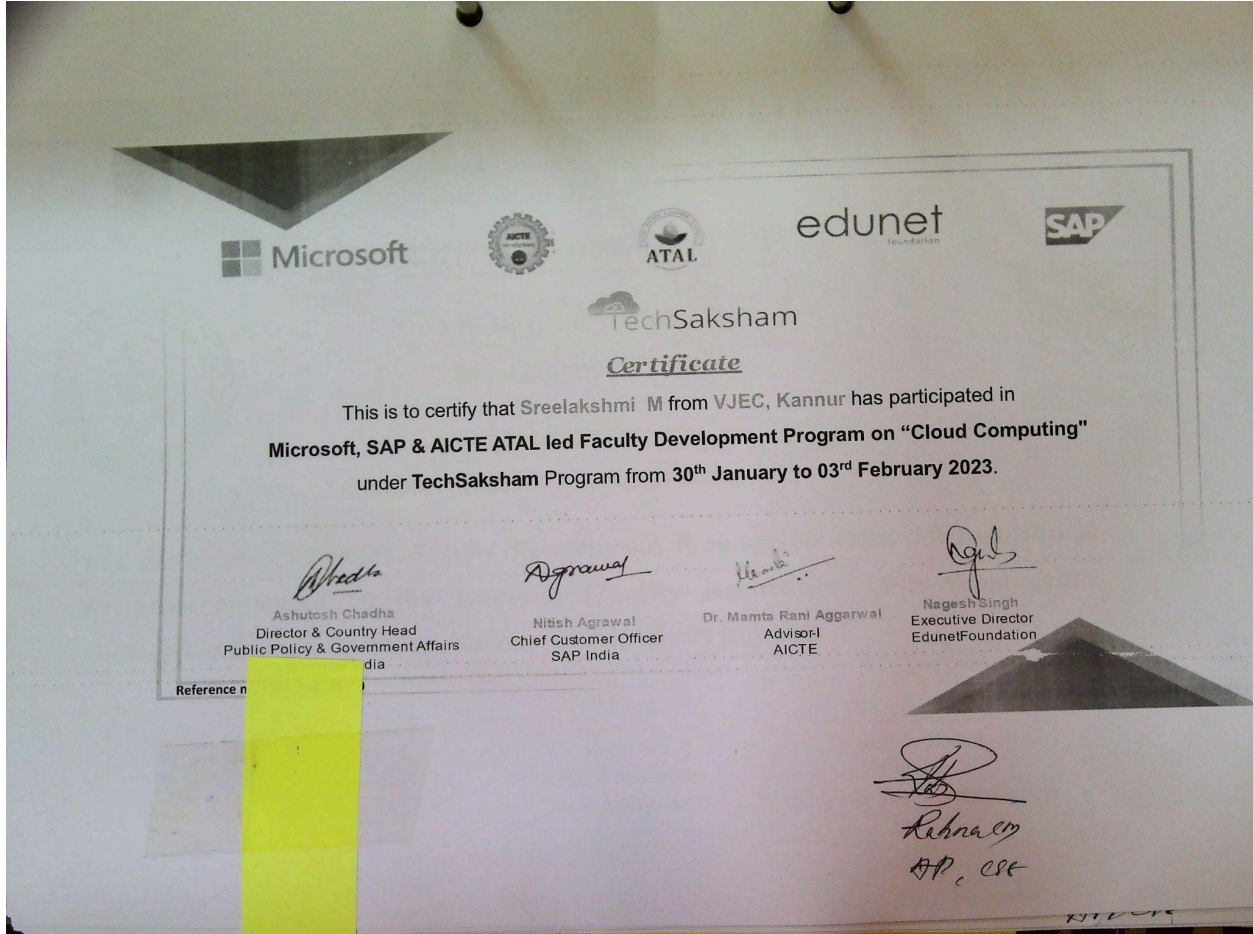 Microsoft
AICTE
ATAL
edunet
foundation
SAP
TechSaksham
Certificate
This is to certify that Sreelakshmi M from VJEC, Kannur has participated in
Microsoft, SAP & AICTE ATAL led Faculty Development Program on “Cloud Computing"
under TechSaksham Program from 30th January to 03rd February 2023.
Ashutosh Chadha
Director & Country Head
Public Policy & Government Affairs
dia
Nitish Agrawal
Chief Customer Officer
SAP India
Dr. Mamta Rani Aggarwal
Advisor-I
AICTE
Nagesh Singh
Executive Director
EdunetFoundation
Reference n
AP, CSE